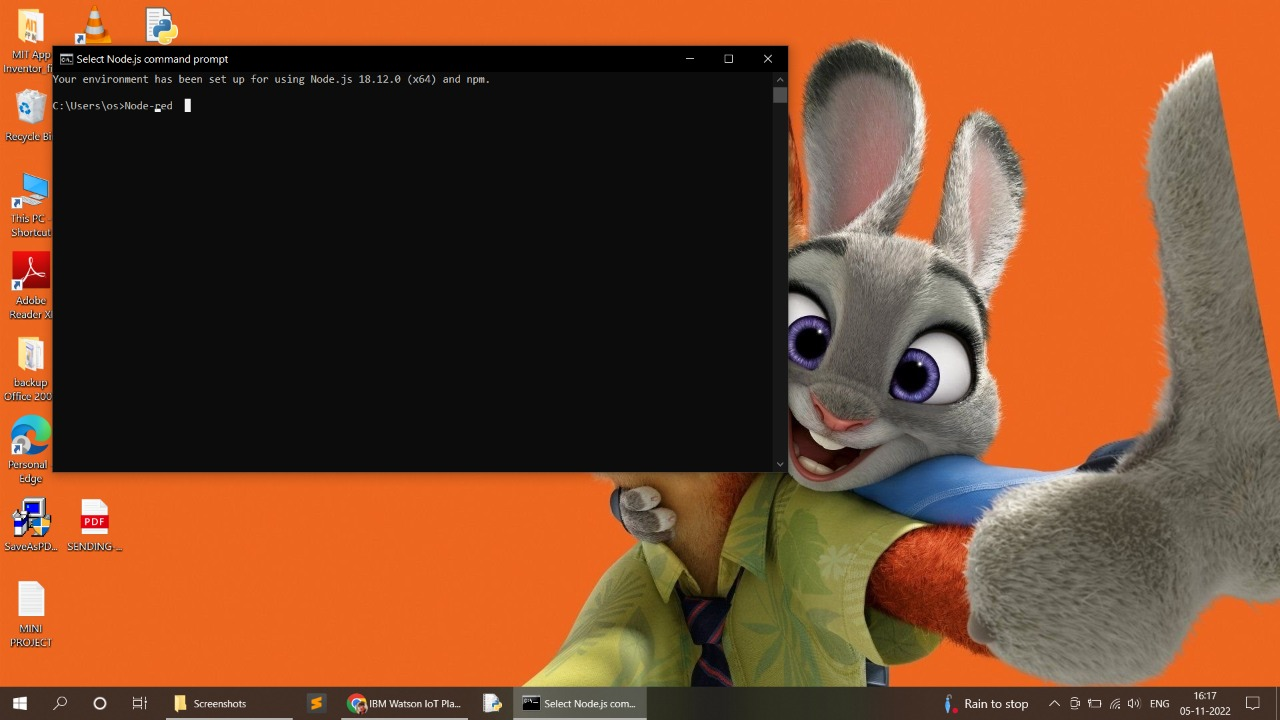 MIT App
Inventor_f
Recycle Bi
This PC -
Shortcut
Adobe
Reader X
backup
Office 200
Personal
Edge
SaveAsPD...
PDF
SENDING-...
MINI
PROJECT
Select Node.js command prompt
Your environment has been set up for using Node.js 18.12.0 (x64) and npm.
C:\Users\os>Node-red
Screenshots
IBM Watson IoT Pla...
Select Node.js com...
Rain to stop
ENG
16:17
05-11-2022